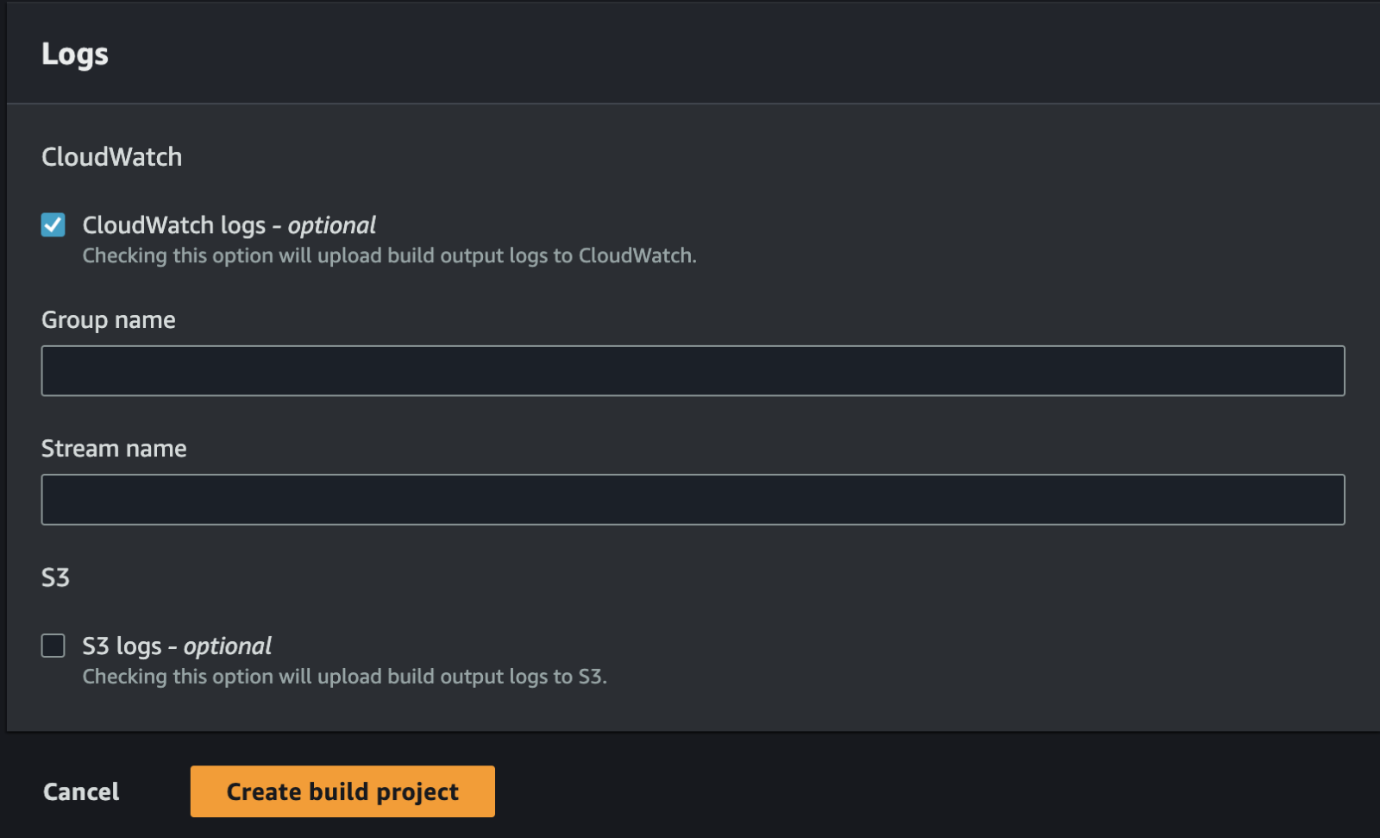 Logs
CloudWatch
CloudWatch logs - optional
Checking this option will upload build output logs to CloudWatch.
Group name
Stream name
S3
S3 logs - optional
Checking this option will upload build output logs to S3.
Cancel Create build project